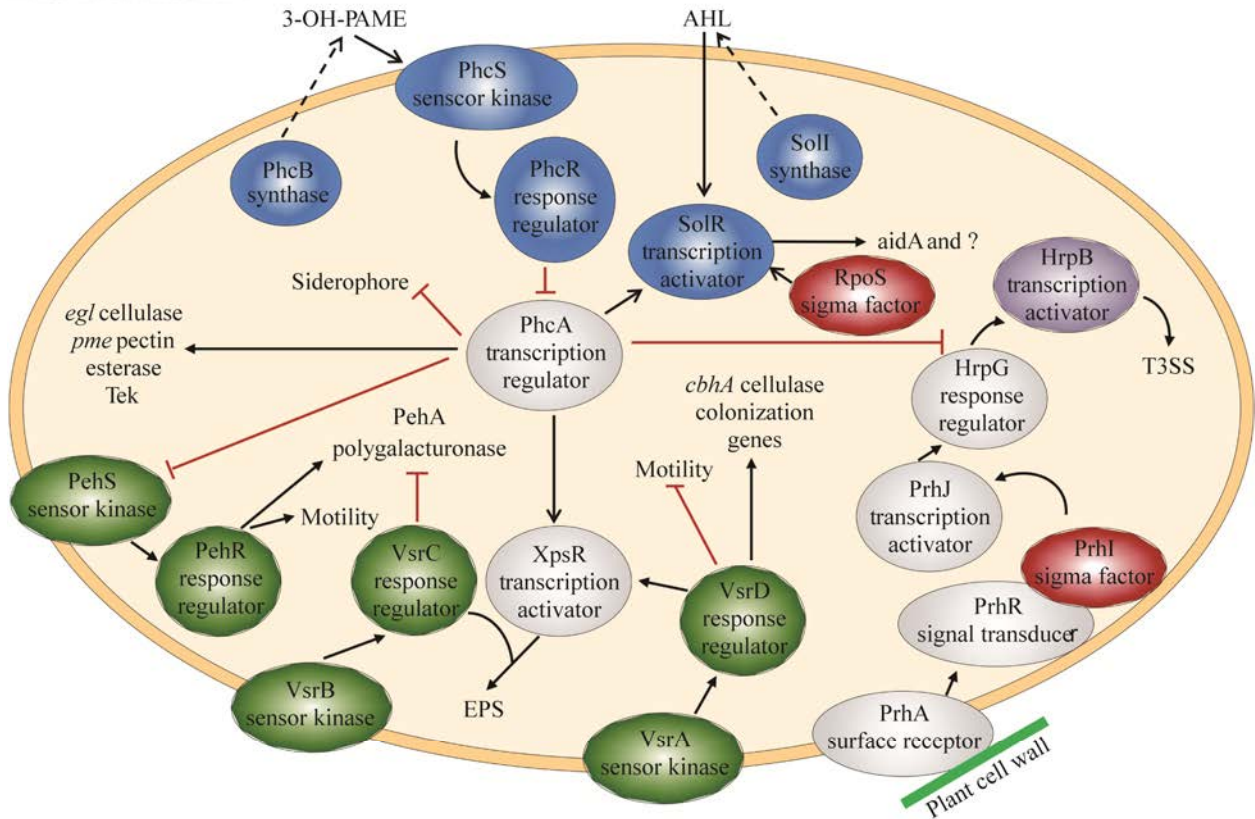 3-OH-PAME
AHL
PhcS
senscor kinase
PhcB
synthase
PhcR
response
regulator
SolI
synthase
SolR
transcription
activator
aidA and ?
RpoS
sigma factor
HrpB
transcription
activator
Siderophore
egl cellulase
pme pectin
esterase
Tek
PhcA
transcription
regulator
HrpG
response
regulator
T3SS
cbhA cellulase
colonization
genes
PehA
polygalacturonase
Motility
PehS
sensor kinase
Motility
PehR
response
regulator
VsrC
response
regulator
XpsR
transcription
activator
VsrD
response
regulator
PrhJ
transcription
activator
PrhI
sigma factor
PrhR
signal transducer
VsrB
sensor kinase
EPS
VsrA
sensor kinase
PrhA
surface receptor
Plant cell wall